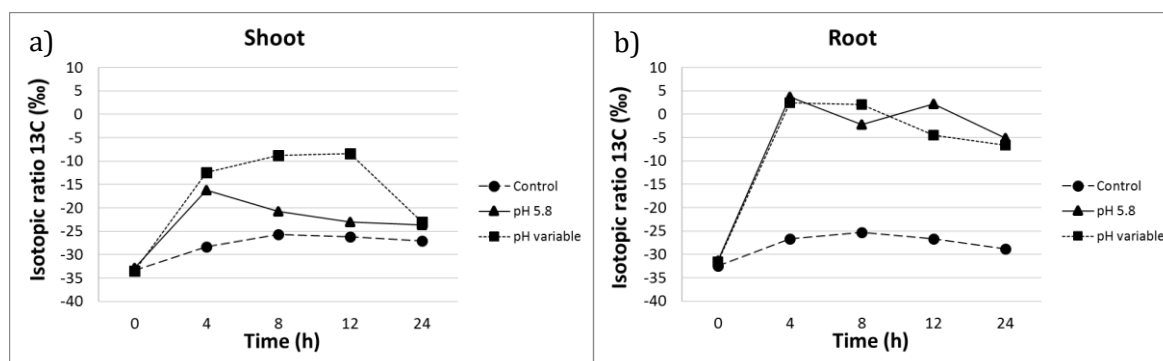 a)
Shoot
Isotopic ratio 13C (‰)
10
5
0
-5
-10
-15
-20
-25
-30
-35
-40
0 4 8 12 24
Time (h)
Control
pH 5.8
pH variable
b)
Root
Isotopic ratio 13C (‰)
10
5
0
-5
-10
-15
-20
-25
-30
-35
-40
0 4 8 12 24
Time (h)
Control
pH 5.8
pH variable